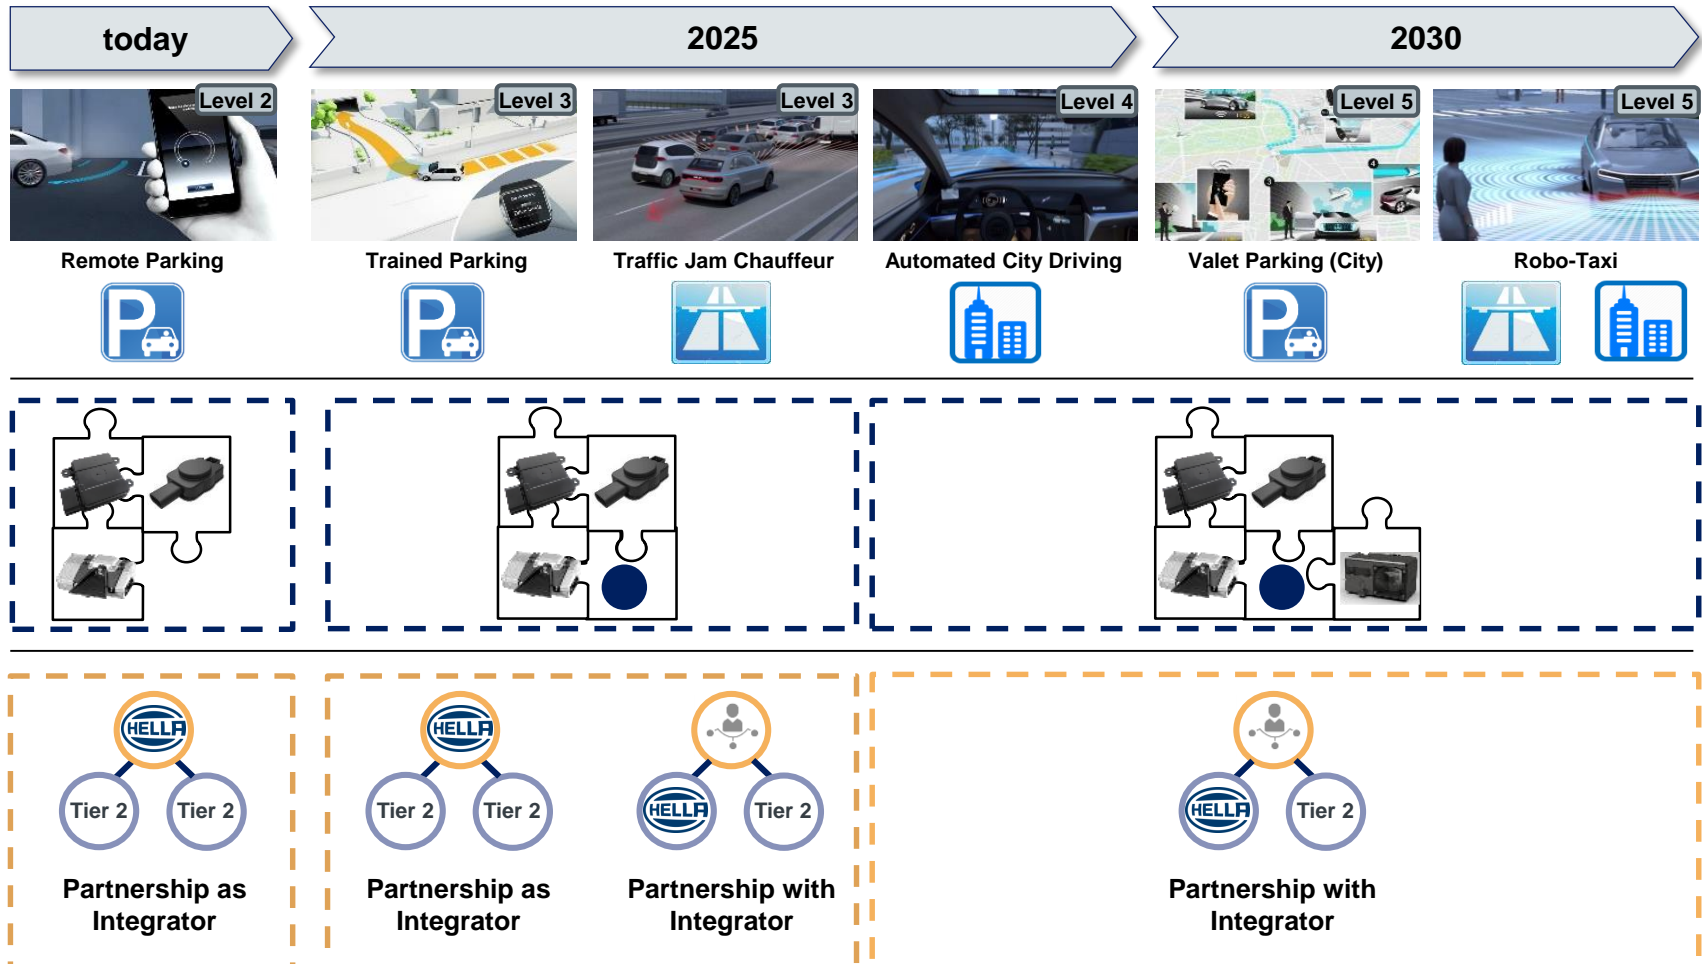 today
2025
2030
Level 2
Level 3
Level 3
Level 4
Level 5
Level 5
Remote Parking
Trained Parking
Traffic Jam Chauffeur
Automated City Driving
Valet Parking (City)
Robo-Taxi
P
P
P
HELLA
Tier 2
Tier 2
Partnership as
Integrator
HELLA
Tier 2
Tier 2
Partnership as
Integrator
HELLA
Tier 2
Partnership with
Integrator
HELLA
Tier 2
Partnership with
Integrator